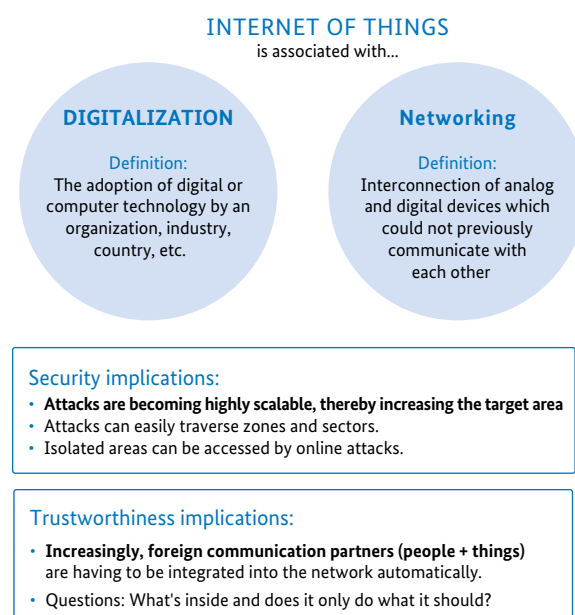 INTERNET OF THINGS
is associated with...
DIGITALIZATION
Definition:
The adoption of digital or
computer technology by an
organization, industry,
country, etc.
Networking
Definition:
Interconnection of analog
and digital devices which
could not previously
communicate with
each other
Security implications:
• Attacks are becoming highly scalable, thereby increasing the target area
• Attacks can easily traverse zones and sectors.
• Isolated areas can be accessed by online attacks.
Trustworthiness implications:
• Increasingly, foreign communication partners (people + things)
are having to be integrated into the network automatically.
• Questions: What's inside and does it only do what it should?